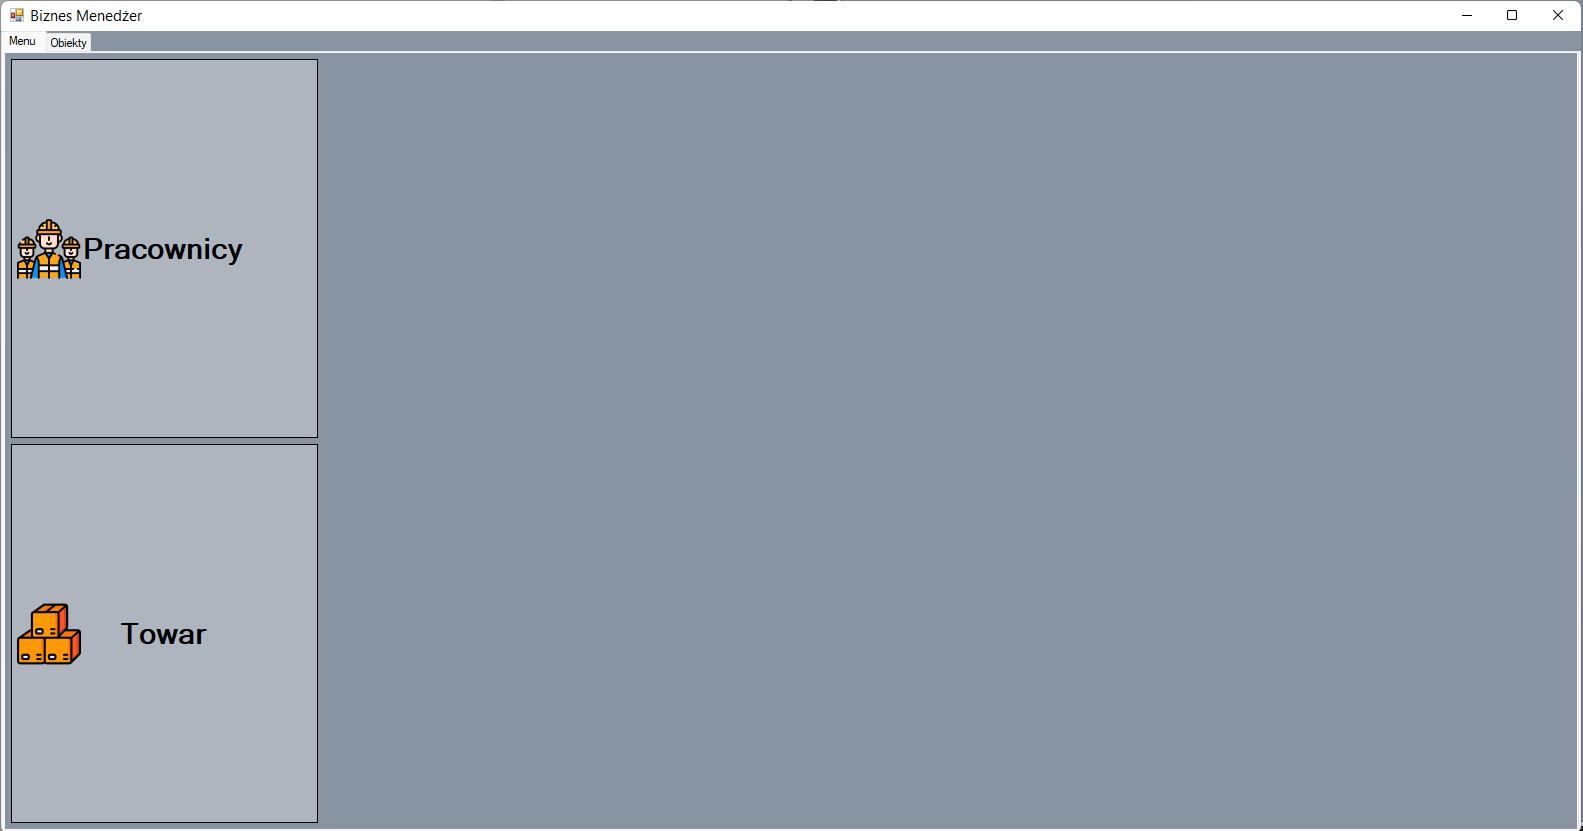 Biznes Menedżer
Menu
Obiekty
Pracownicy
Towar